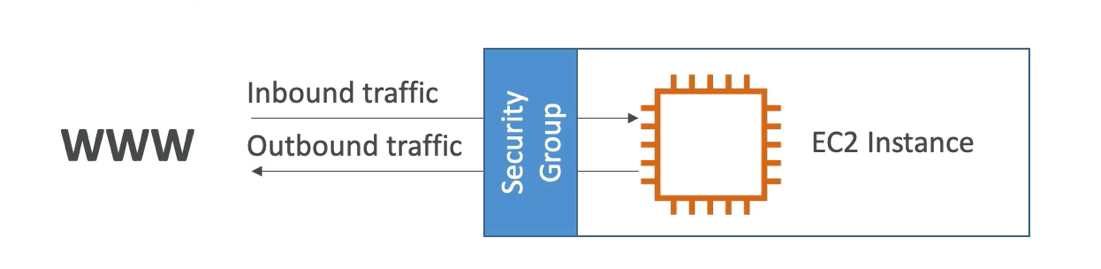 Inbound traffic
WWW
Outbound traffic
Security
Group
EC2 Instance